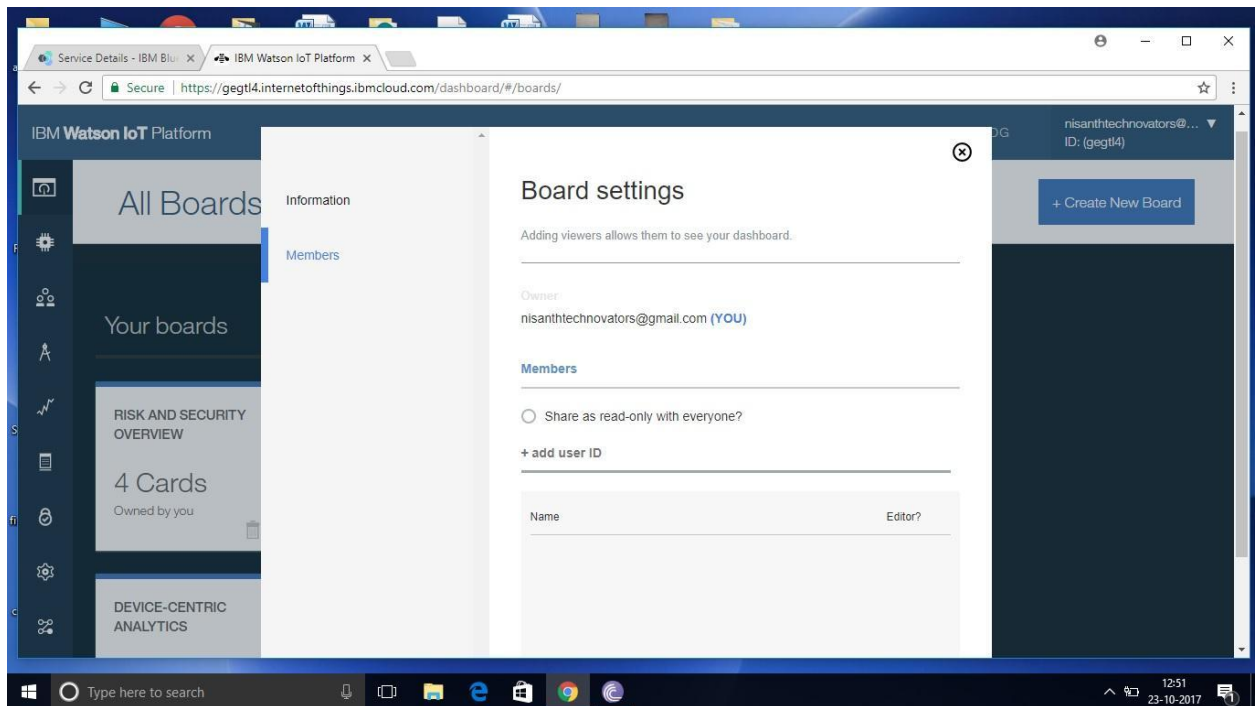 Service Details - IBM Blu
IBM Watson IoT Platform
Secure
https://gegtl4.internetofthings.ibmcloud.com/dashboard/#/boards/
IBM Watson IoT Platform
OG
nisanthtechnovators@...
ID: (gegtl4)
All Boards
+ Create New Board
Information
Members
Board settings
Adding viewers allows them to see your dashboard.
Owner
nisanthtechnovators@gmail.com (YOU)
Members
Share as read-only with everyone?
+ add user ID
Name
Editor?
Your boards
RISK AND SECURITY
OVERVIEW
4 Cards
Owned by you
DEVICE-CENTRIC
ANALYTICS
Type here to search
12:51
23-10-2017